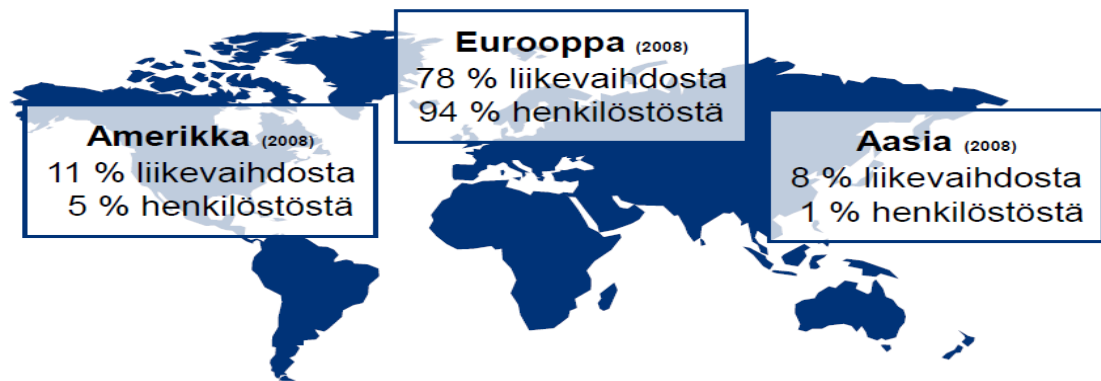 Eurooppa (2008)
78 % liikevaihdosta
94 % henkilöstöstä
Amerikka (2008)
11 % liikevaihdosta
5 % henkilöstöstä
Aasia (2008)
8 % liikevaihdosta
1 % henkilöstöstä